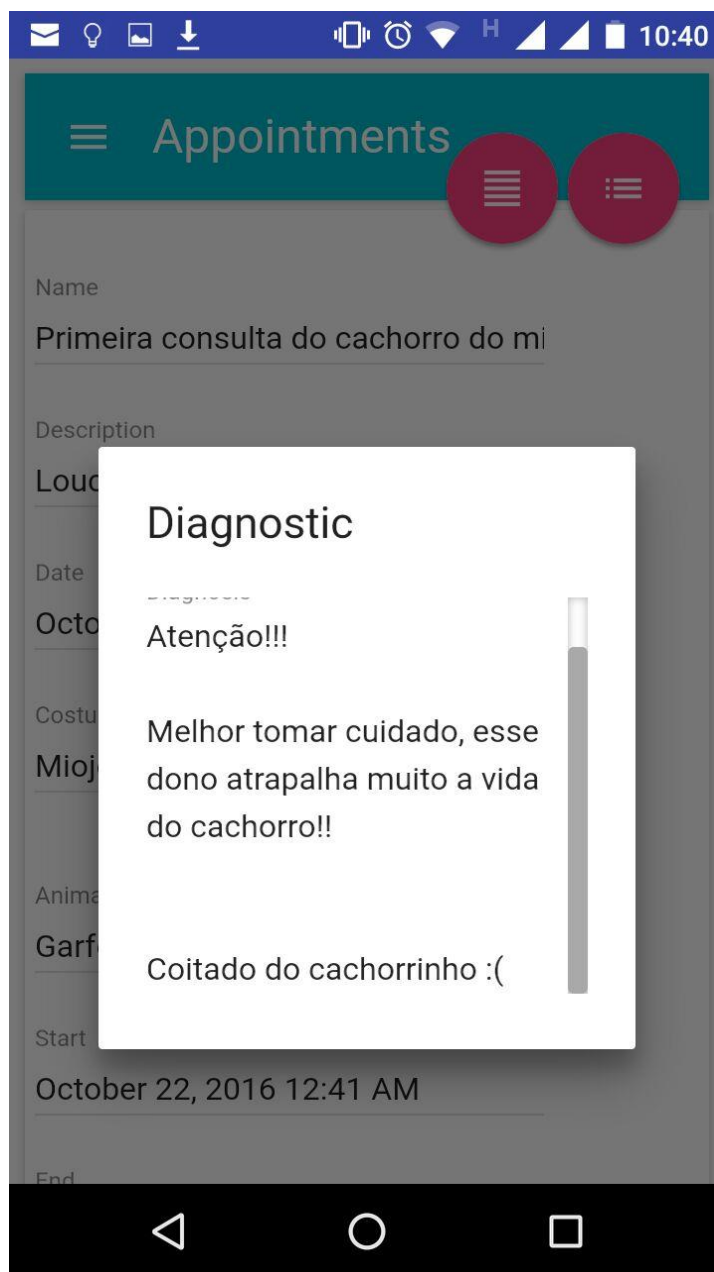 H 10:40
Appointments
Name
Primeira consulta do cachorro do mi
Description
Louc
Date
Octo
Costu
Mioj
Anima
Garf
Start
October 22, 2016 12:41 AM
End
Diagnostic
Diagnosis
Atenção!!!
Melhor tomar cuidado, esse
dono atrapalha muito a vida
do cachorro!!
Coitado do cachorrinho :(